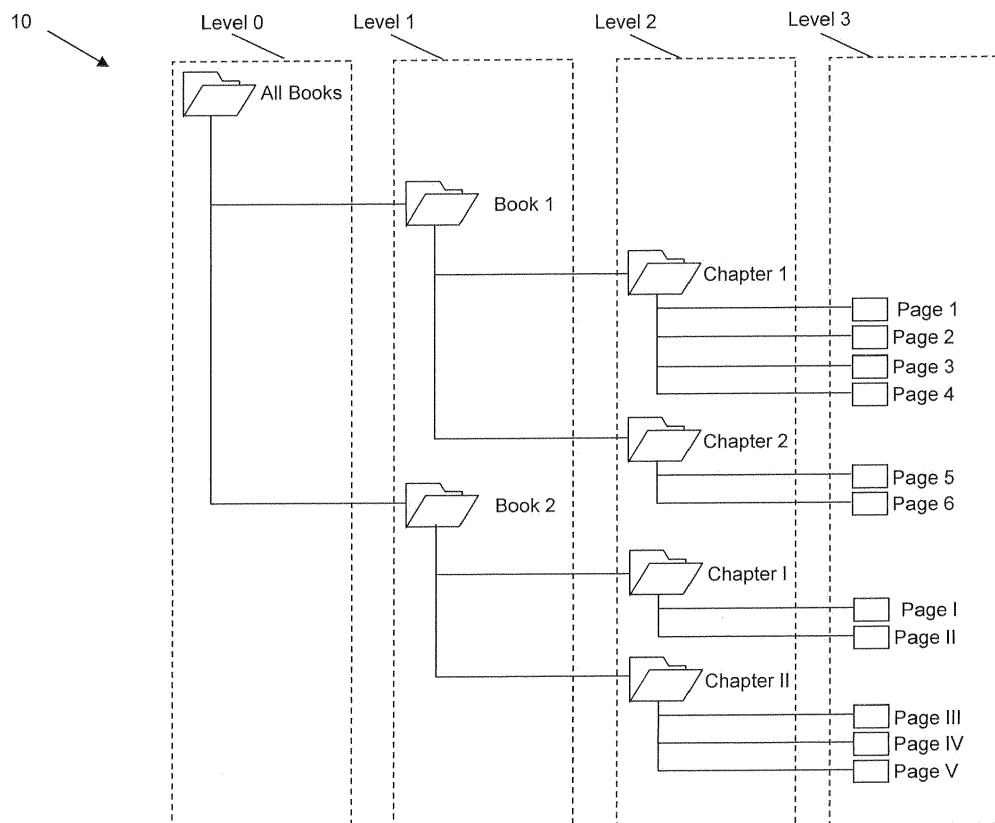 10
Level 0
Level 1
Level 2
Level 3
All Books
Book 1
Chapter 1
Page 1
Page 2
Page 3
Page 4
Chapter 2
Page 5
Page 6
Book 2
Chapter I
Page I
Page II
Chapter II
Page III
Page IV
Page V